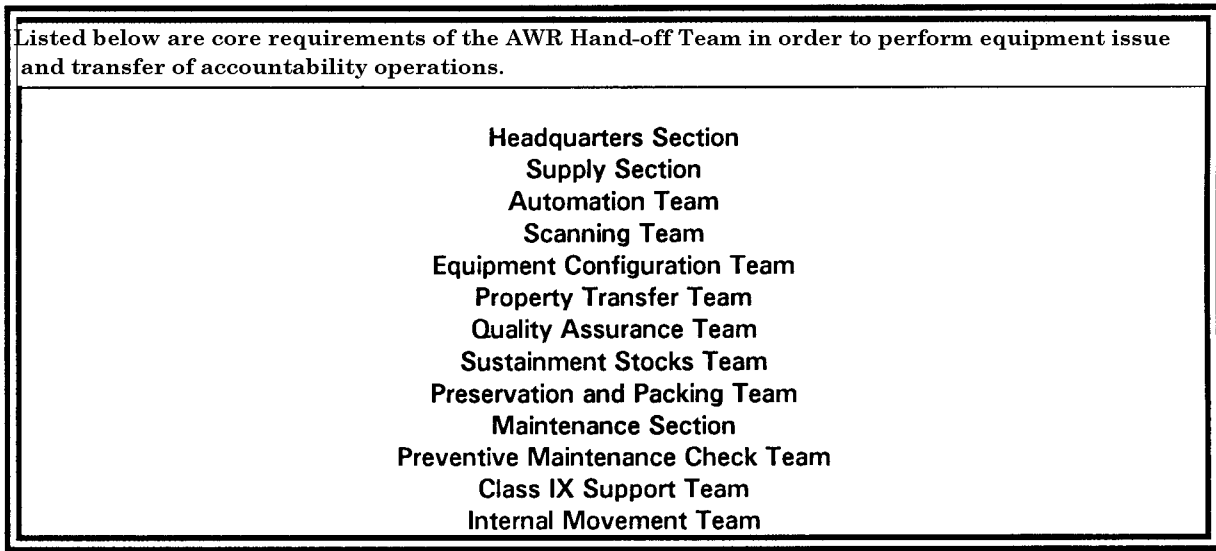 Listed below are core requirements of the AWR Hand-off Team in order to perform equipment issue
and transfer of accountability operations.
Headquarters Section
Supply Section
Automation Team
Scanning Team
Equipment Configuration Team
Property Transfer Team
Quality Assurance Team
Sustainment Stocks Team
Preservation and Packing Team
Maintenance Section
Preventive Maintenance Check Team
Class IX Support Team
Internal Movement Team